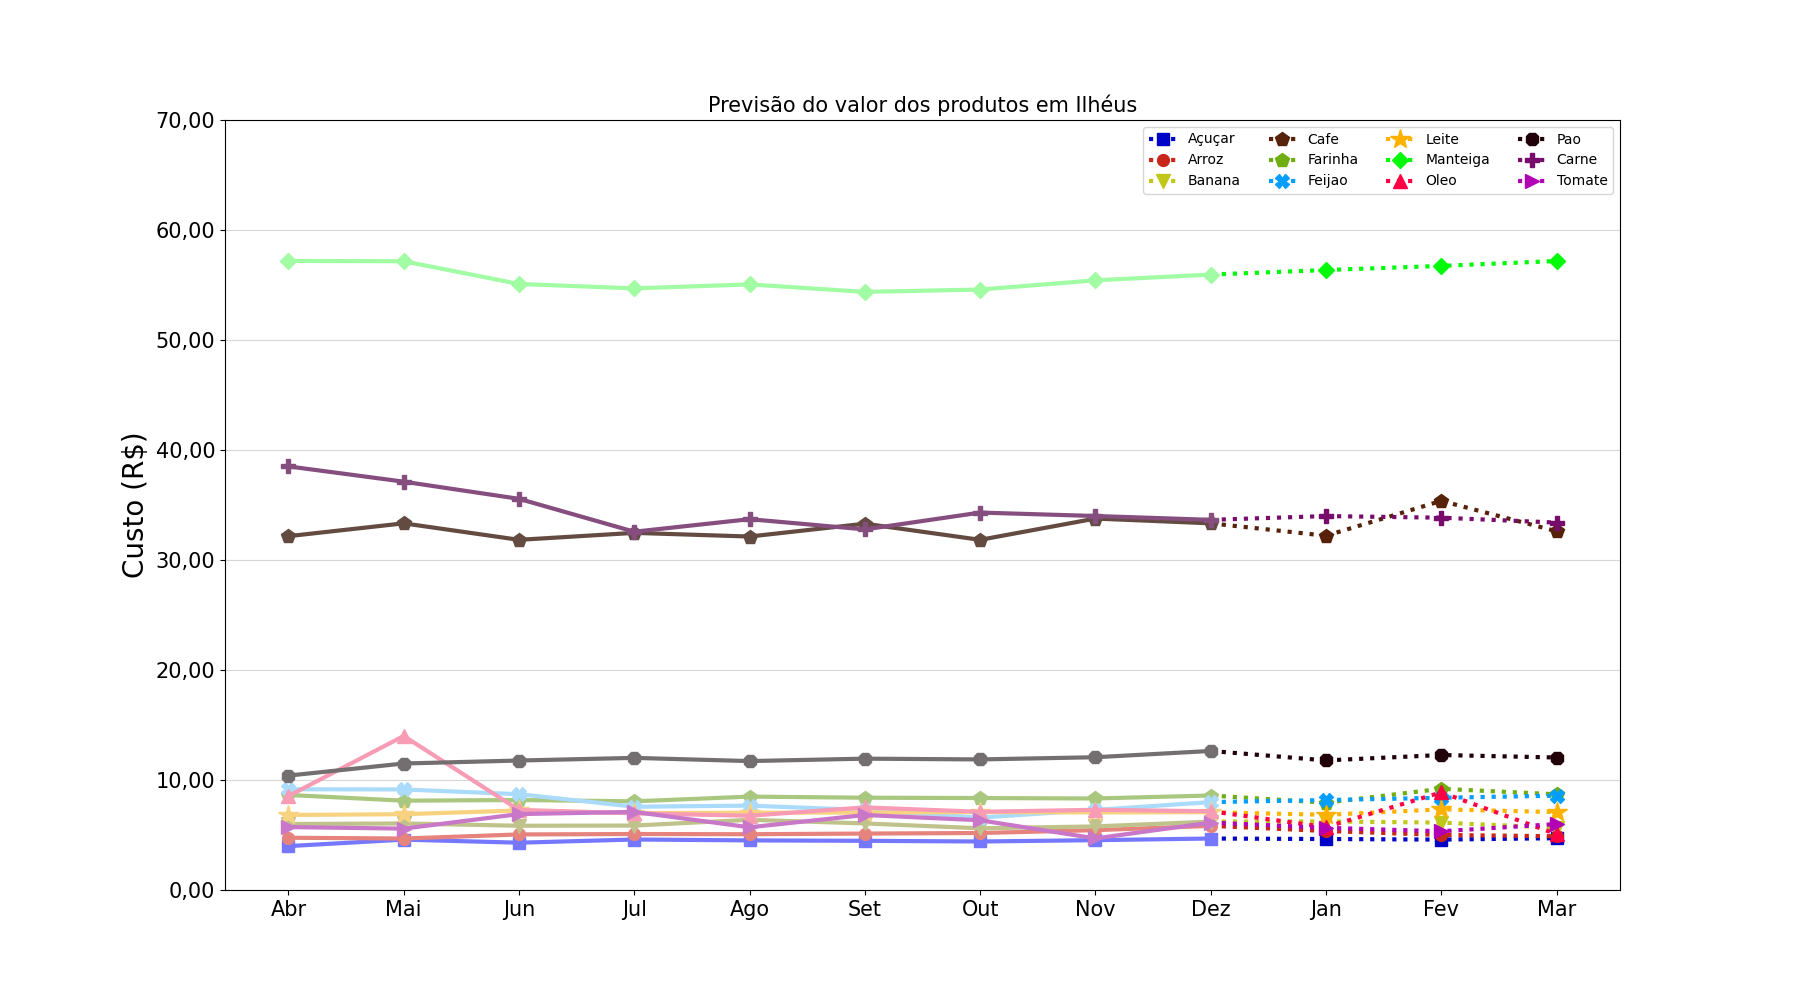 Previsão do valor dos produtos em Ilhéus
70,00
60,00
50,00
40,00
30,00
20,00
10,00
0,00
Custo (R$)
Açuçar Cafe Leite Pao
Arroz Farinha Manteiga Carne
Banana Feijao Oleo Tomate
Abr Mai Jun Jul Ago Set Out Nov Dez Jan Fev Mar